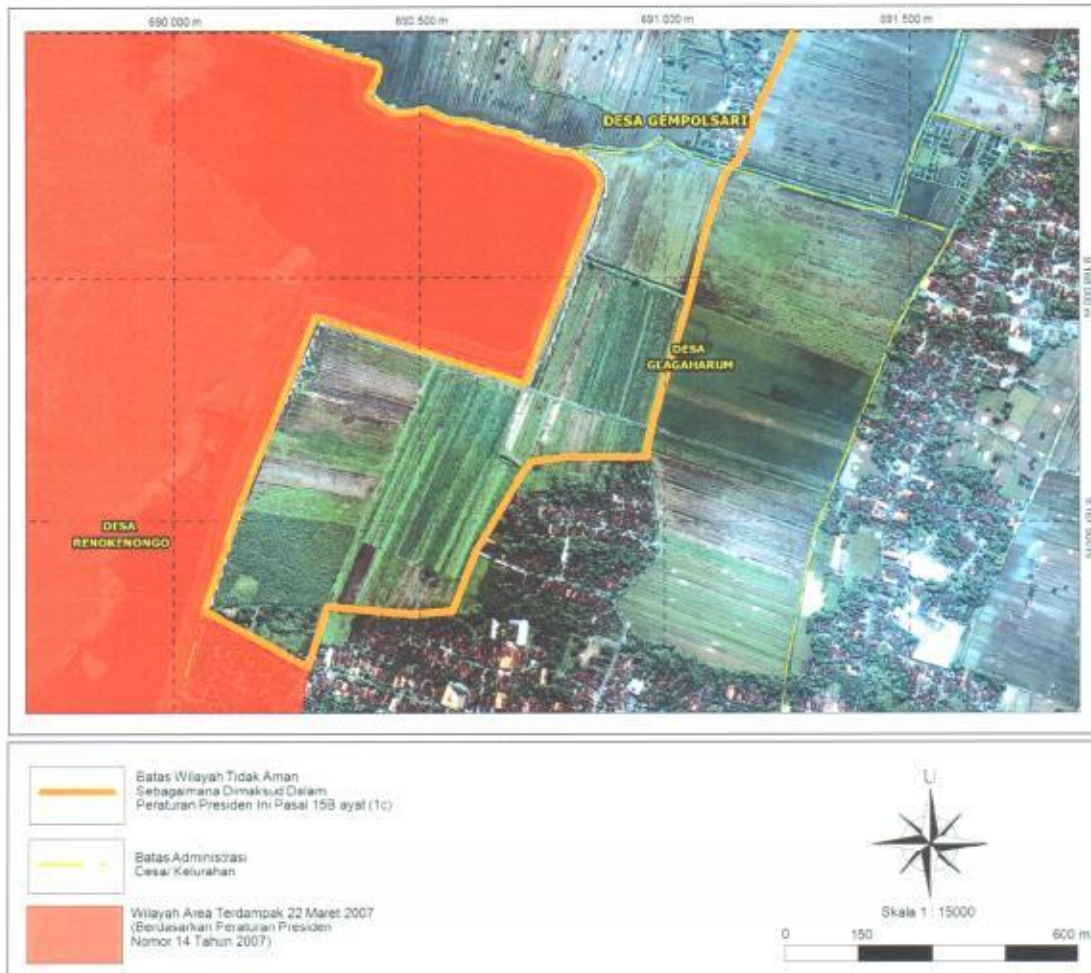 690 000 m 690.500 m 691.000 m 691 500 m
DESA GEMPOLSARI
DESA
GLAGAHARUM
DESA
RENOKENONGO
Batas Wilayah Tidak Aman
Sebagaimana Dimaksud Dalam
Peraturan Presiden Ini Pasal 15B ayat (1c)
Batas Administrasi
Desa/ Kelurahan
Wilayah Area Terdampak 22 Maret 2007
(Berdasarkan Peraturan Presiden
Nomor 14 Tahun 2007)
U
Skala 1 : 15000
0 150 600 m